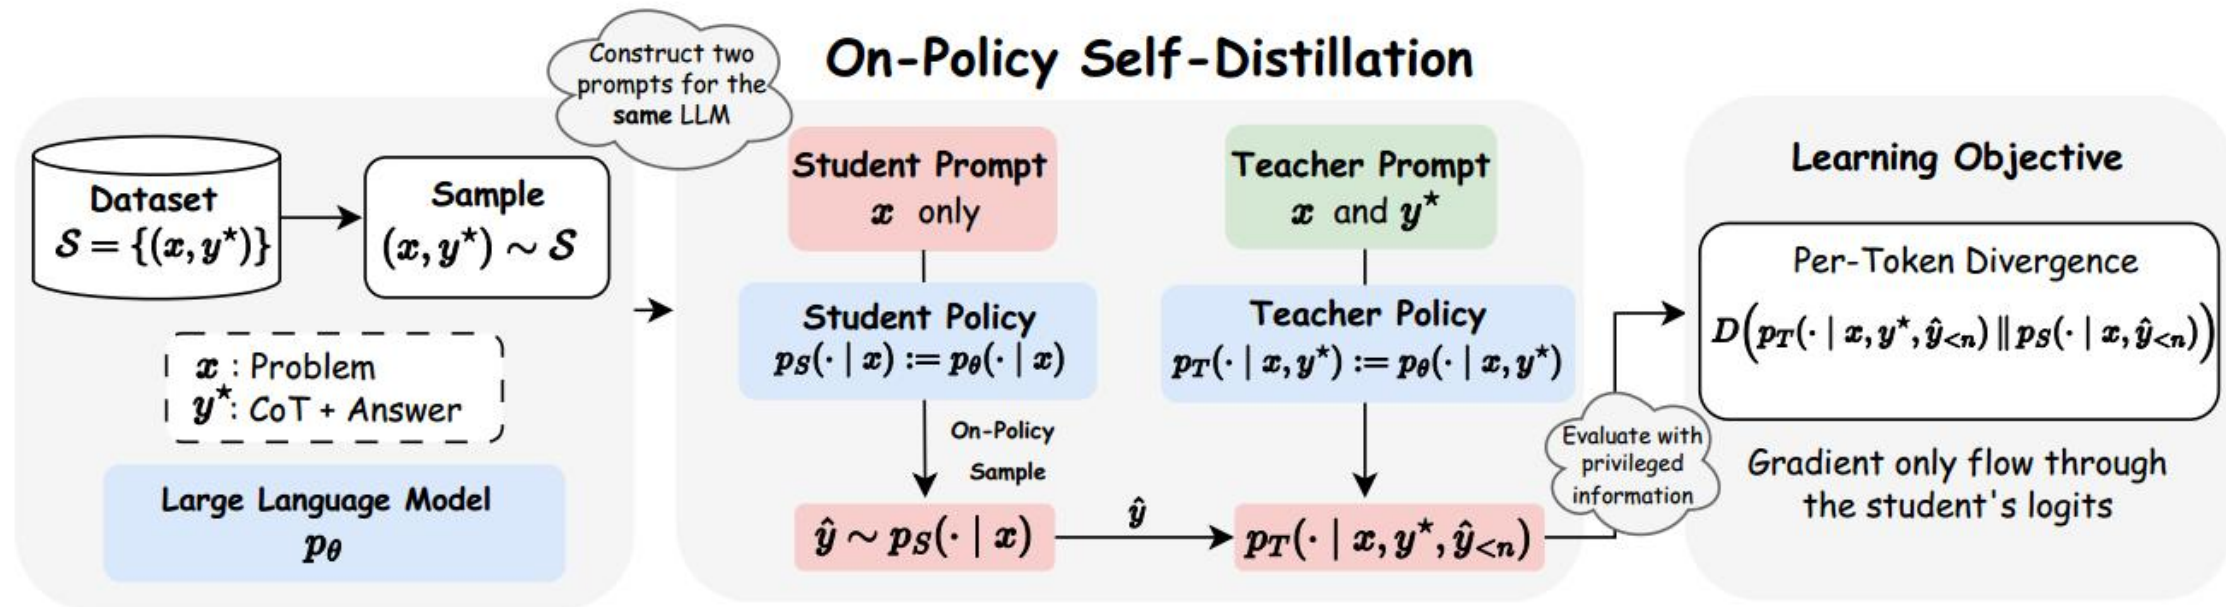 On-Policy Self-Distillation
Construct two
prompts for the
same LLM
Dataset
𝒮 = {(x, y*)}
Sample
(x, y*) ∼ 𝒮
x : Problem
y*: CoT + Answer
Large Language Model
p_θ
Student Prompt
x only
Student Policy
p_S(· | x) := p_θ(· | x)
On-Policy
Sample
ŷ ∼ p_S(· | x)
ŷ
Teacher Prompt
x and y*
Teacher Policy
p_T(· | x, y*) := p_θ(· | x, y*)
p_T(· | x, y*, ŷ_<n)
Evaluate with
privileged
information
Learning Objective
Per-Token Divergence
D(p_T(· | x, y*, ŷ_<n) ‖ p_S(· | x, ŷ_<n))
Gradient only flow through
the student's logits